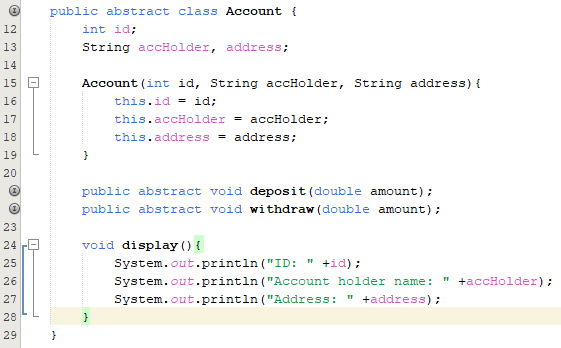 public abstract class Account {
12 int id;
13 String accHolder, address;
14
15 Account(int id, String accHolder, String address){
16 this.id = id;
17 this.accHolder = accHolder;
18 this.address = address;
19 }
20
public abstract void deposit(double amount);
public abstract void withdraw(double amount);
23
24 void display(){
25 System.out.println("ID: " +id);
26 System.out.println("Account holder name: " +accHolder);
27 System.out.println("Address: " +address);
28 }
29 }